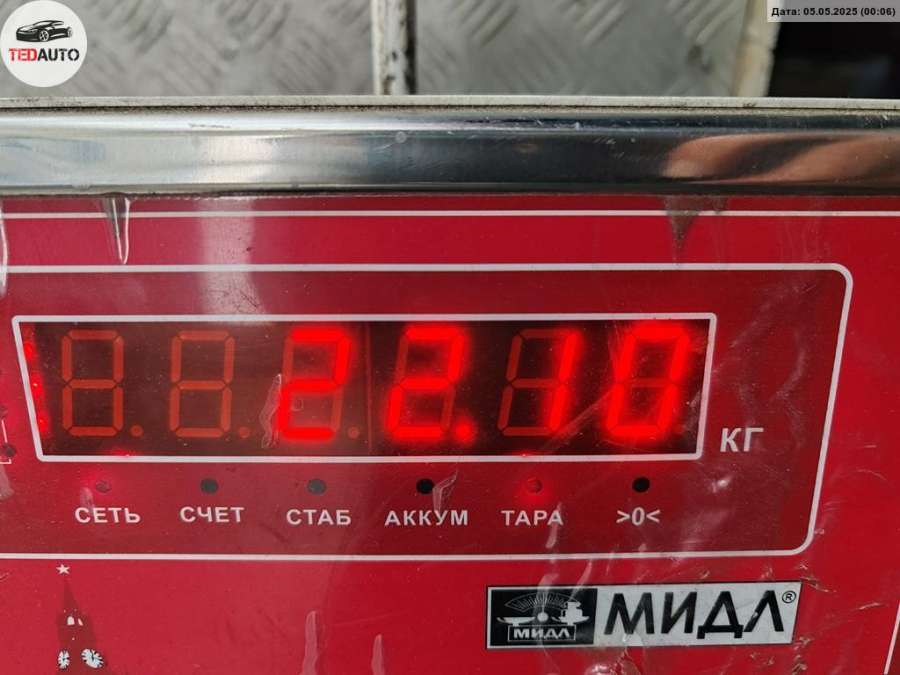 TEDAUTO
Дата: 05.05.2025 (00:06)
22.10
КГ
СЕТЬ СЧЕТ СТАБ АККУМ ТАРА >0<
МИДЛ МИДЛ®